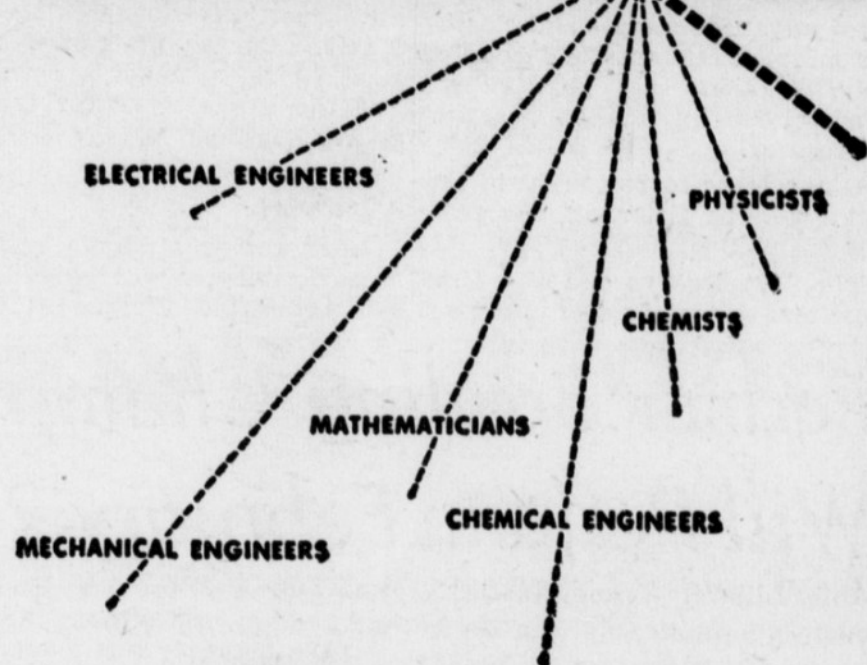 ELECTRICAL ENGINEERS
PHYSICISTS
CHEMISTS
MATHEMATICIANS
CHEMICAL ENGINEERS
MECHANICAL ENGINEERS